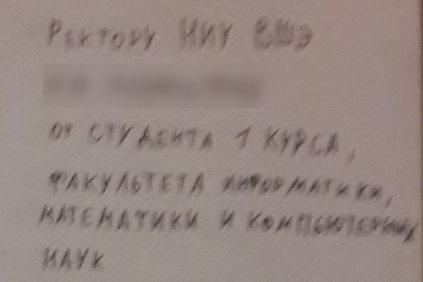 Ректору НИУ ВШЭ
от студента 1 курса,
факультета информатики,
математики и компьютерных
наук